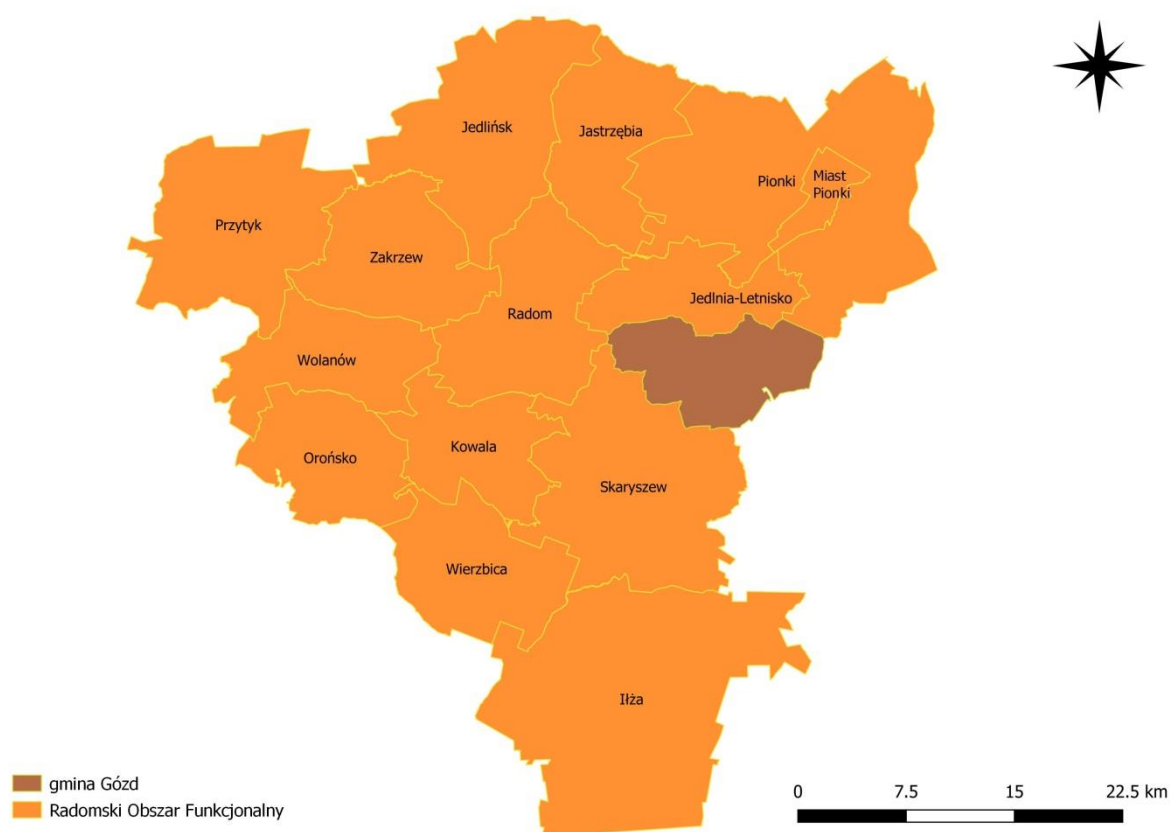 Jedlińsk
Jastrzębia
Pionki
Miast
Pionki
Przytyk
Zakrzew
Jedlnia-Letnisko
Radom
Wolanów
Kowala
Orońsko
Skaryszew
Wierzbica
Iłża
gmina Gózd
Radomski Obszar Funkcjonalny
0 7.5 15 22.5 km